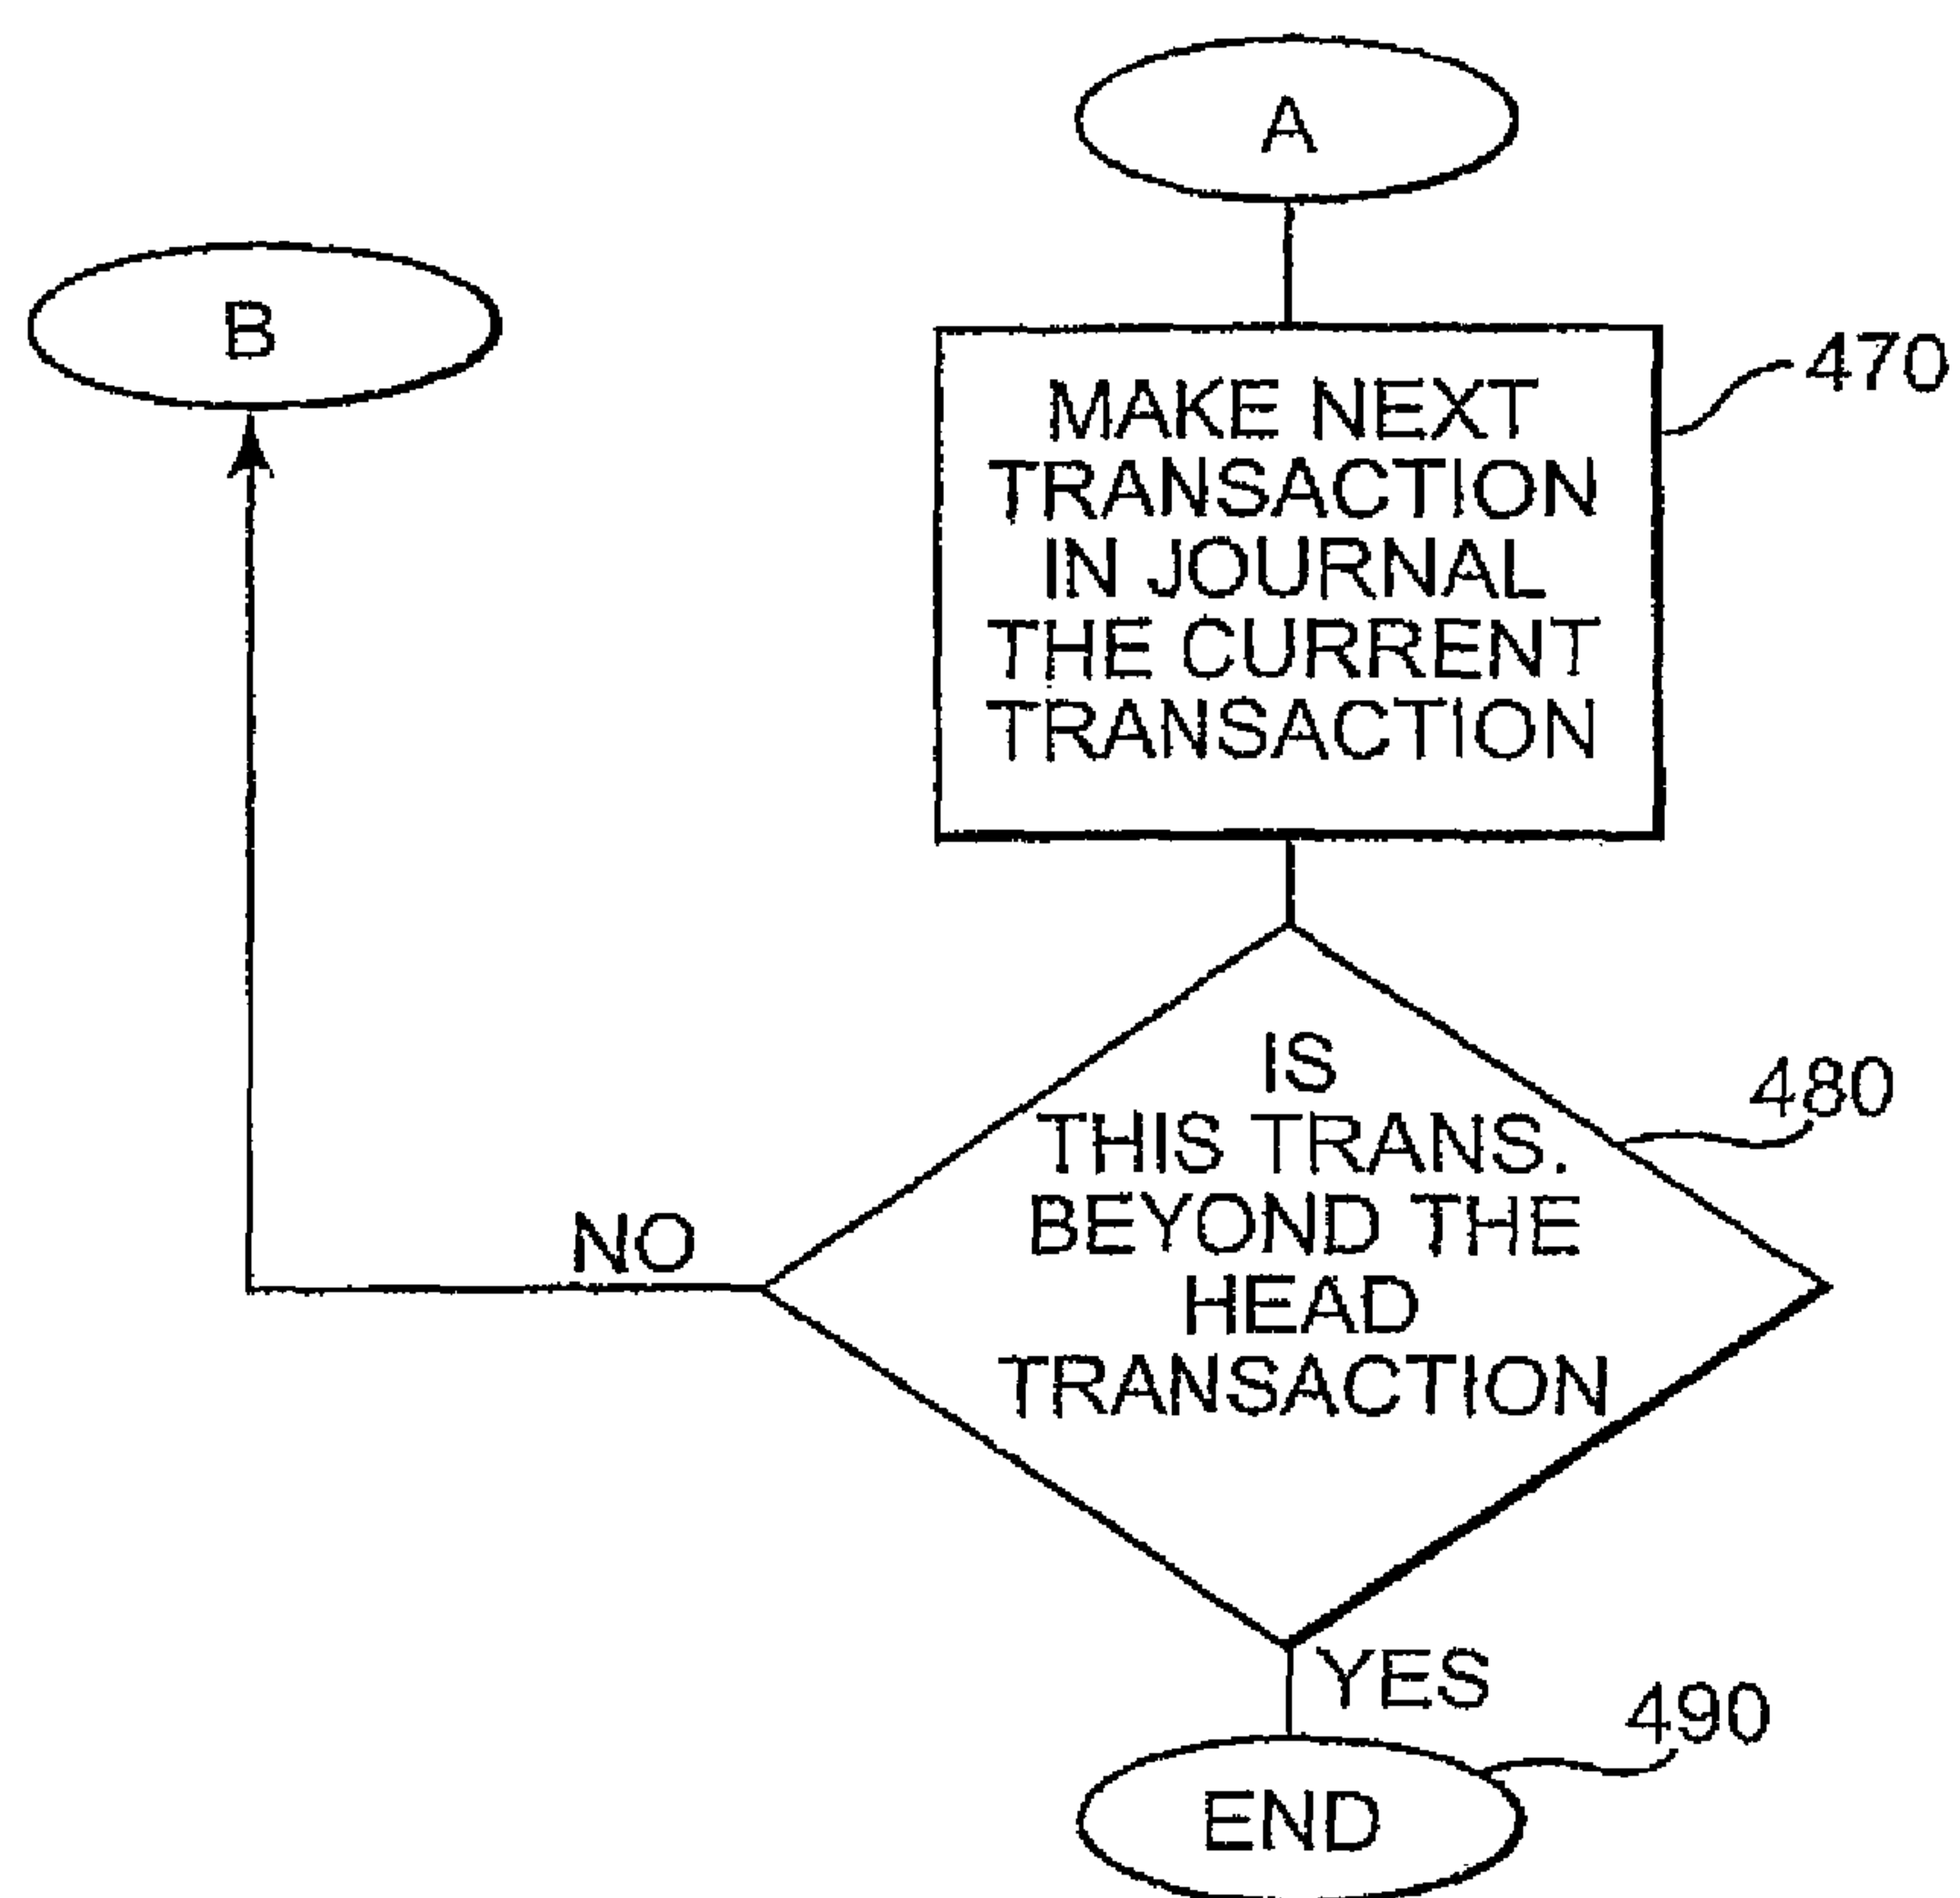 A
B
MAKE NEXT
TRANSACTION
IN JOURNAL
THE CURRENT
TRANSACTION
470
IS
THIS TRANS.
BEYOND THE
HEAD
TRANSACTION
480
NO
YES
490
END